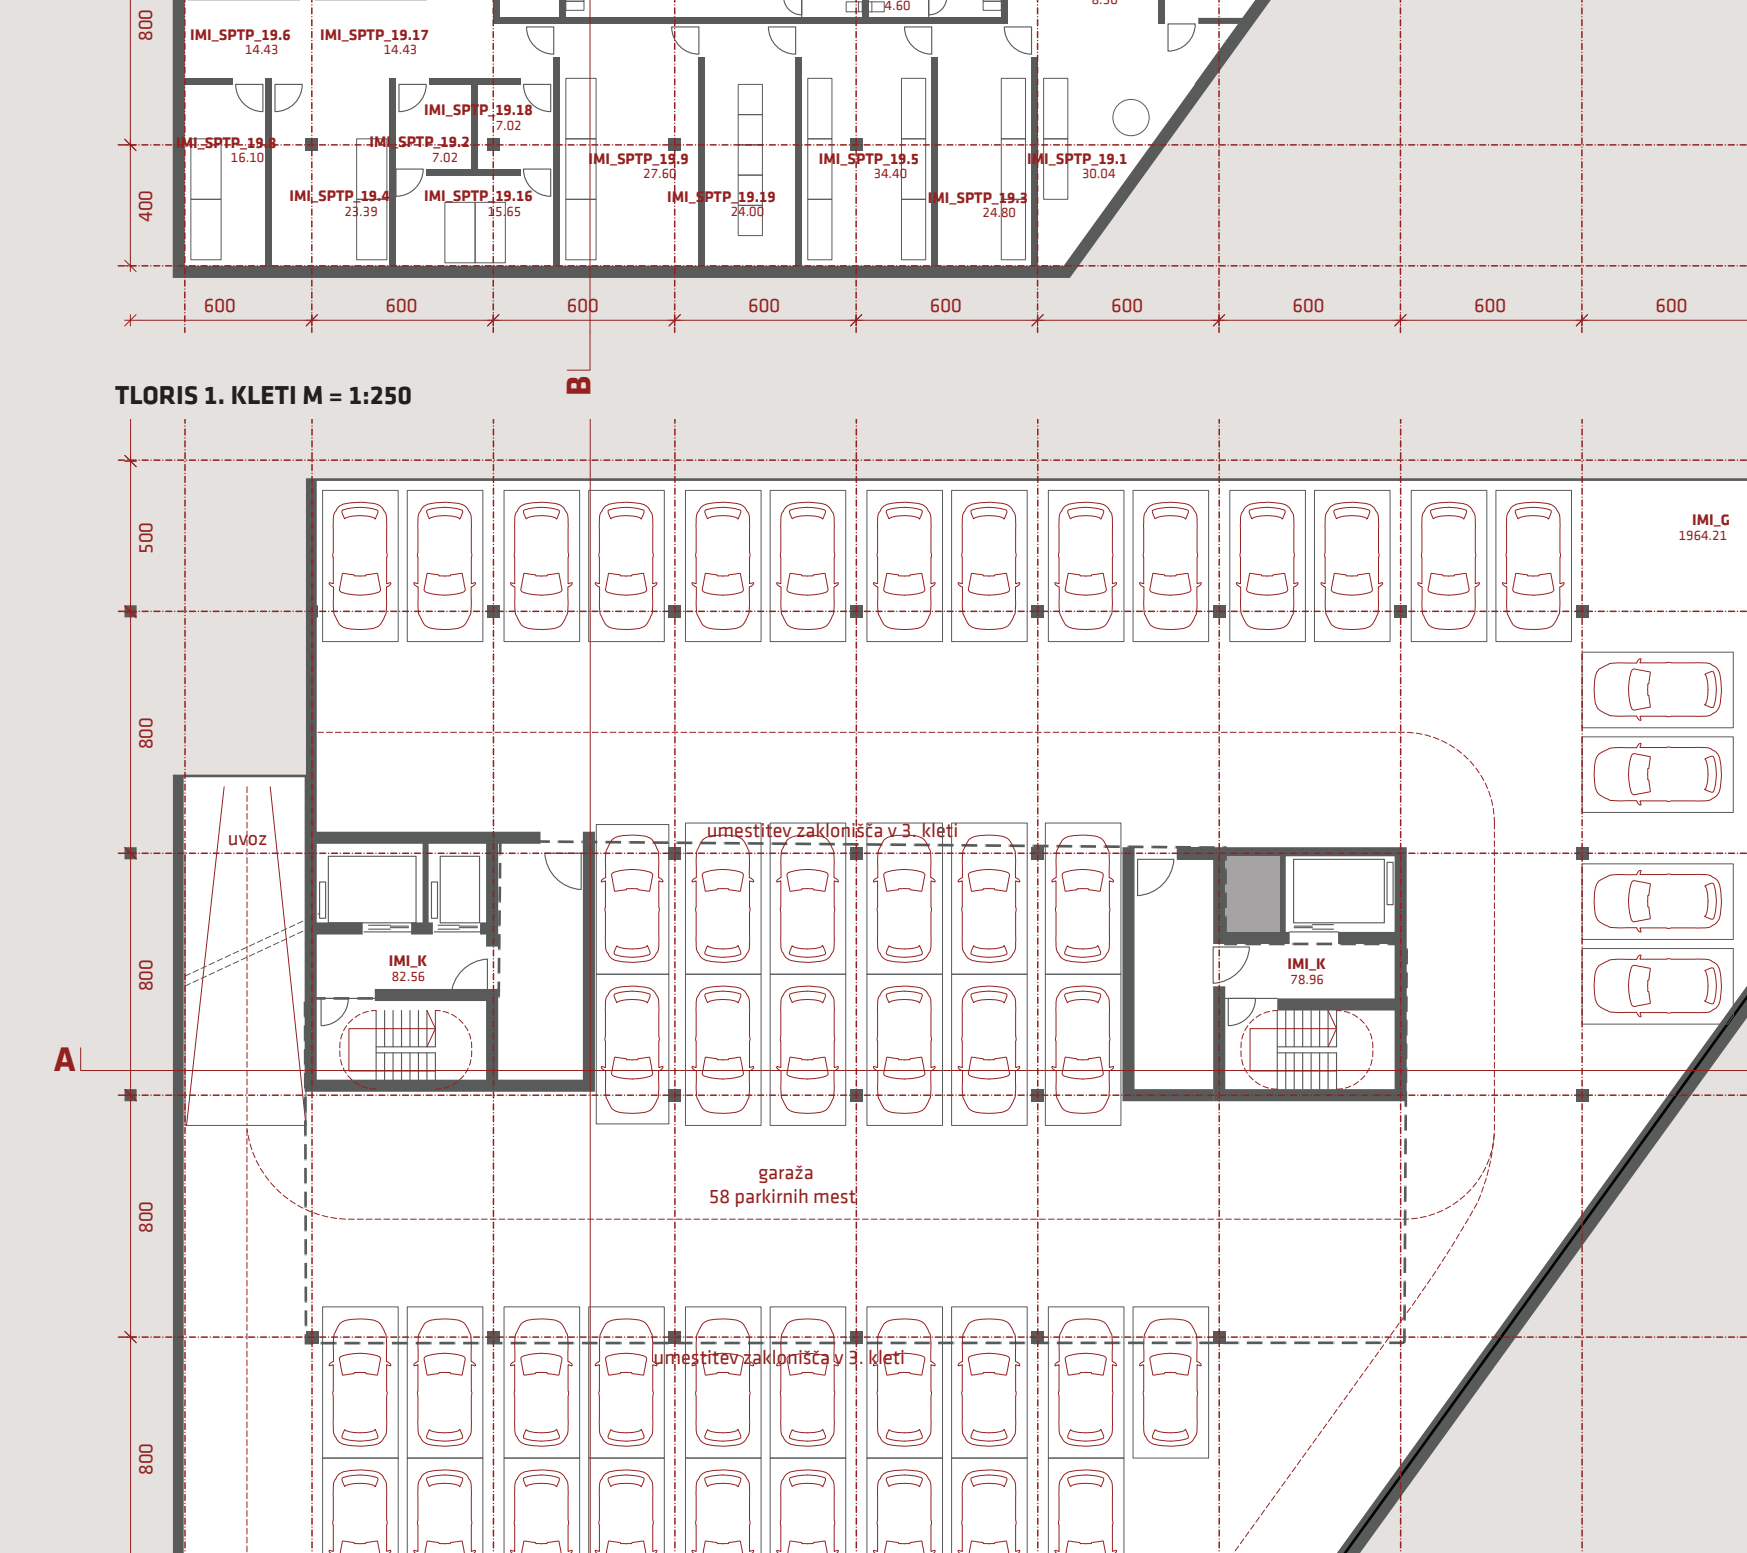 800
IMI_SPTP_19.6
14.43
IMI_SPTP_19.17
14.43
4.60
IMI_SPTP_19.18
7.02
IMI_SPTP_19.8
16.10
IMI_SPTP_19.2
7.02
IMI_SPTP_19.9
27.60
IMI_SPTP_19.5
34.40
IMI_SPTP_19.1
30.04
400
IMI_SPTP_19.4
23.39
IMI_SPTP_19.16
15.65
IMI_SPTP_19.19
24.00
IMI_SPTP_19.3
24.80
600 600 600 600 600 600 600 600 600
B
TLORIS 1. KLETI M = 1:250
500
IMI_G
1964.21
800
umestitev zaklonišča v 3. kleti
uvoz
IMI_K
82.56
IMI_K
78.96
800
A
garaža
58 parkirnih mest
800
umestitev zaklonišča v 3. kleti
800